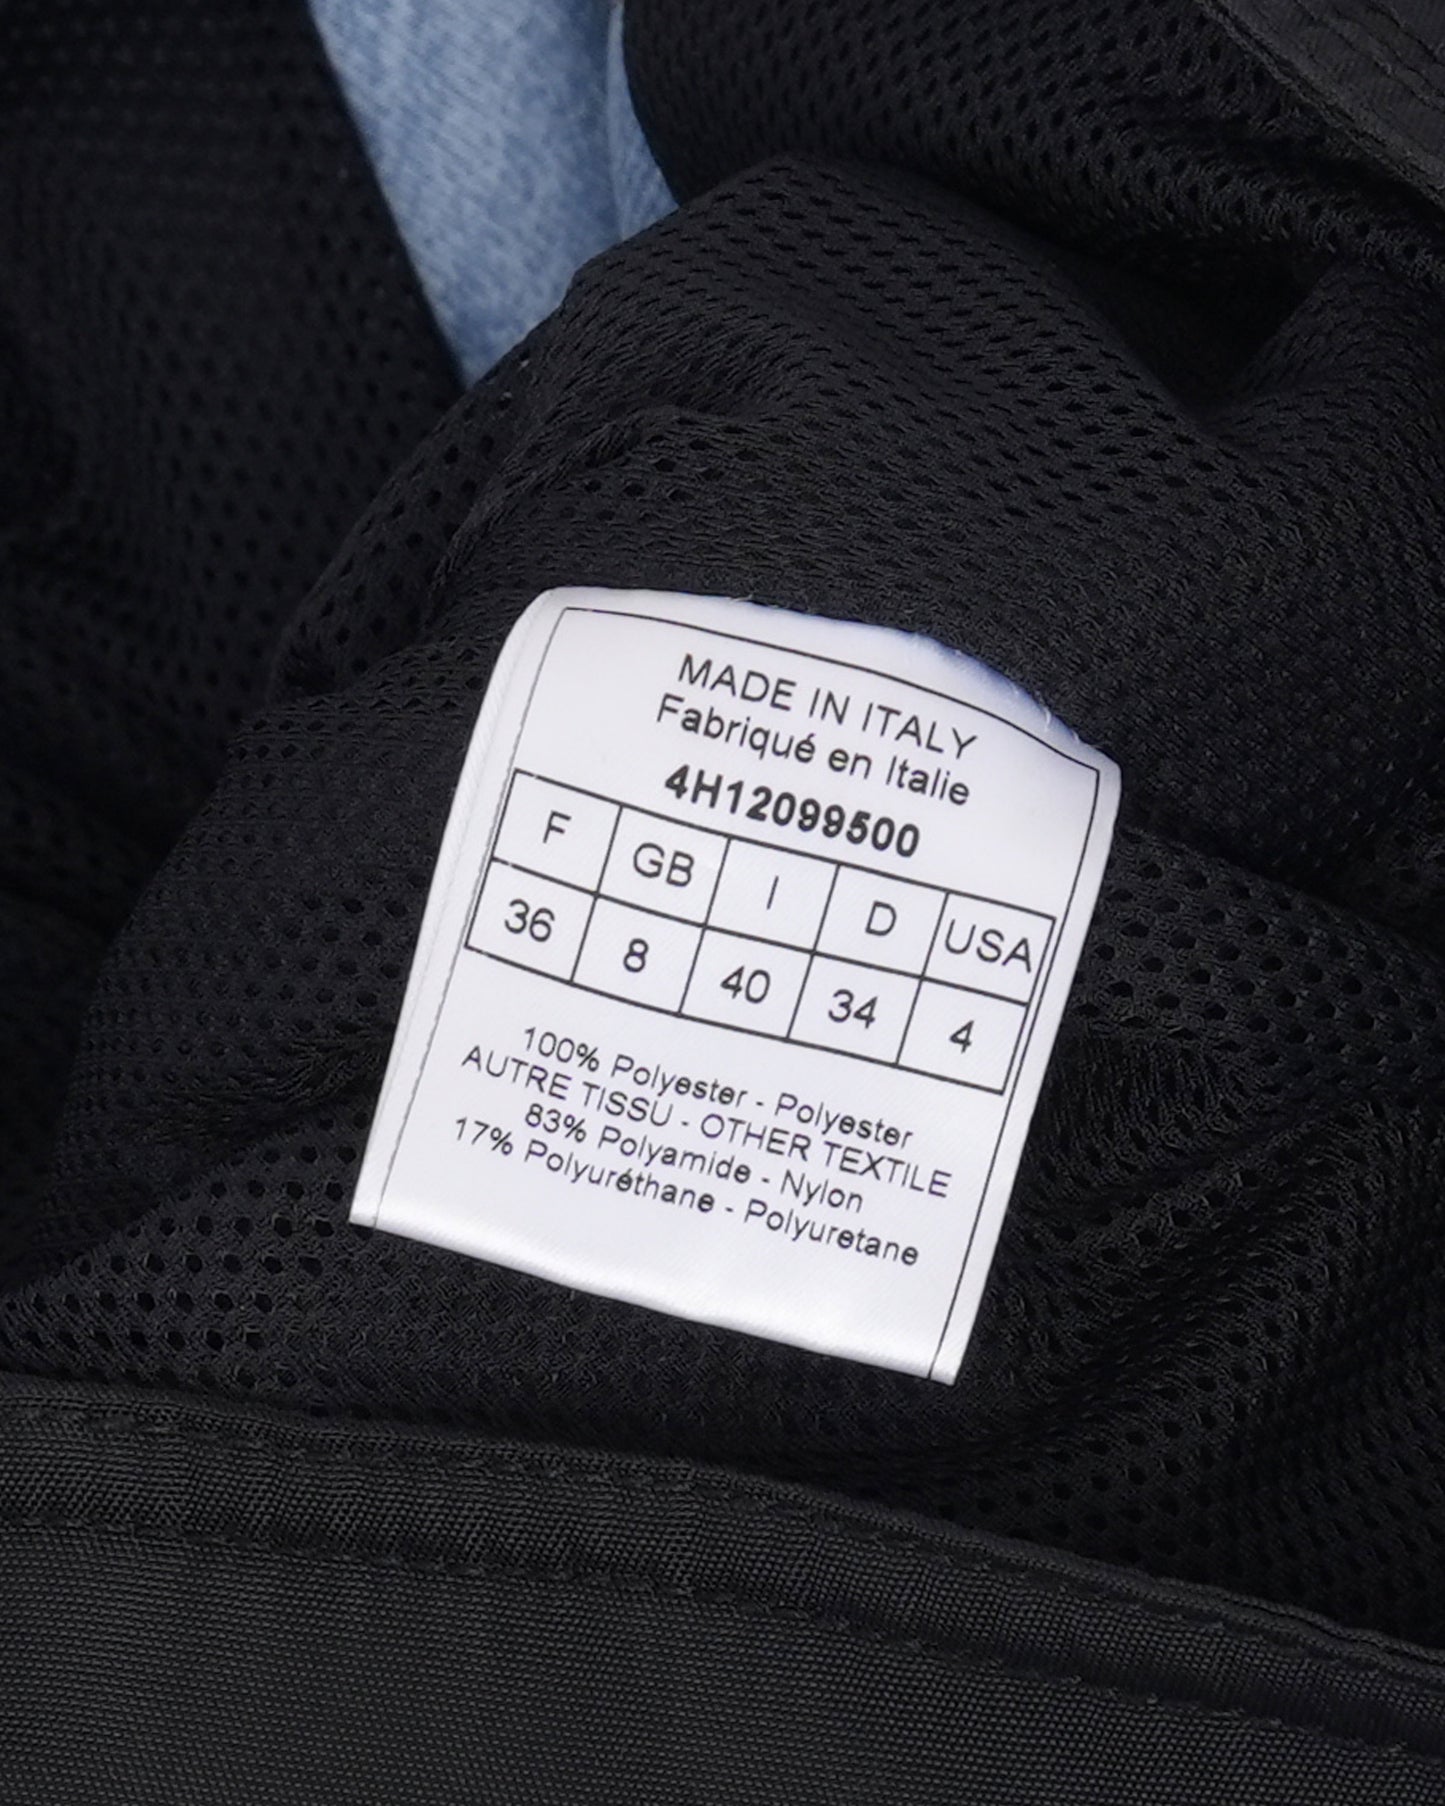 MADE IN ITALY
Fabriqué en Italie
4H12099500
F GB I D USA
36 8 40 34 4
100% Polyester - Polyester
AUTRE TISSU - OTHER TEXTILE
83% Polyamide - Nylon
17% Polyuréthane - Polyuretane